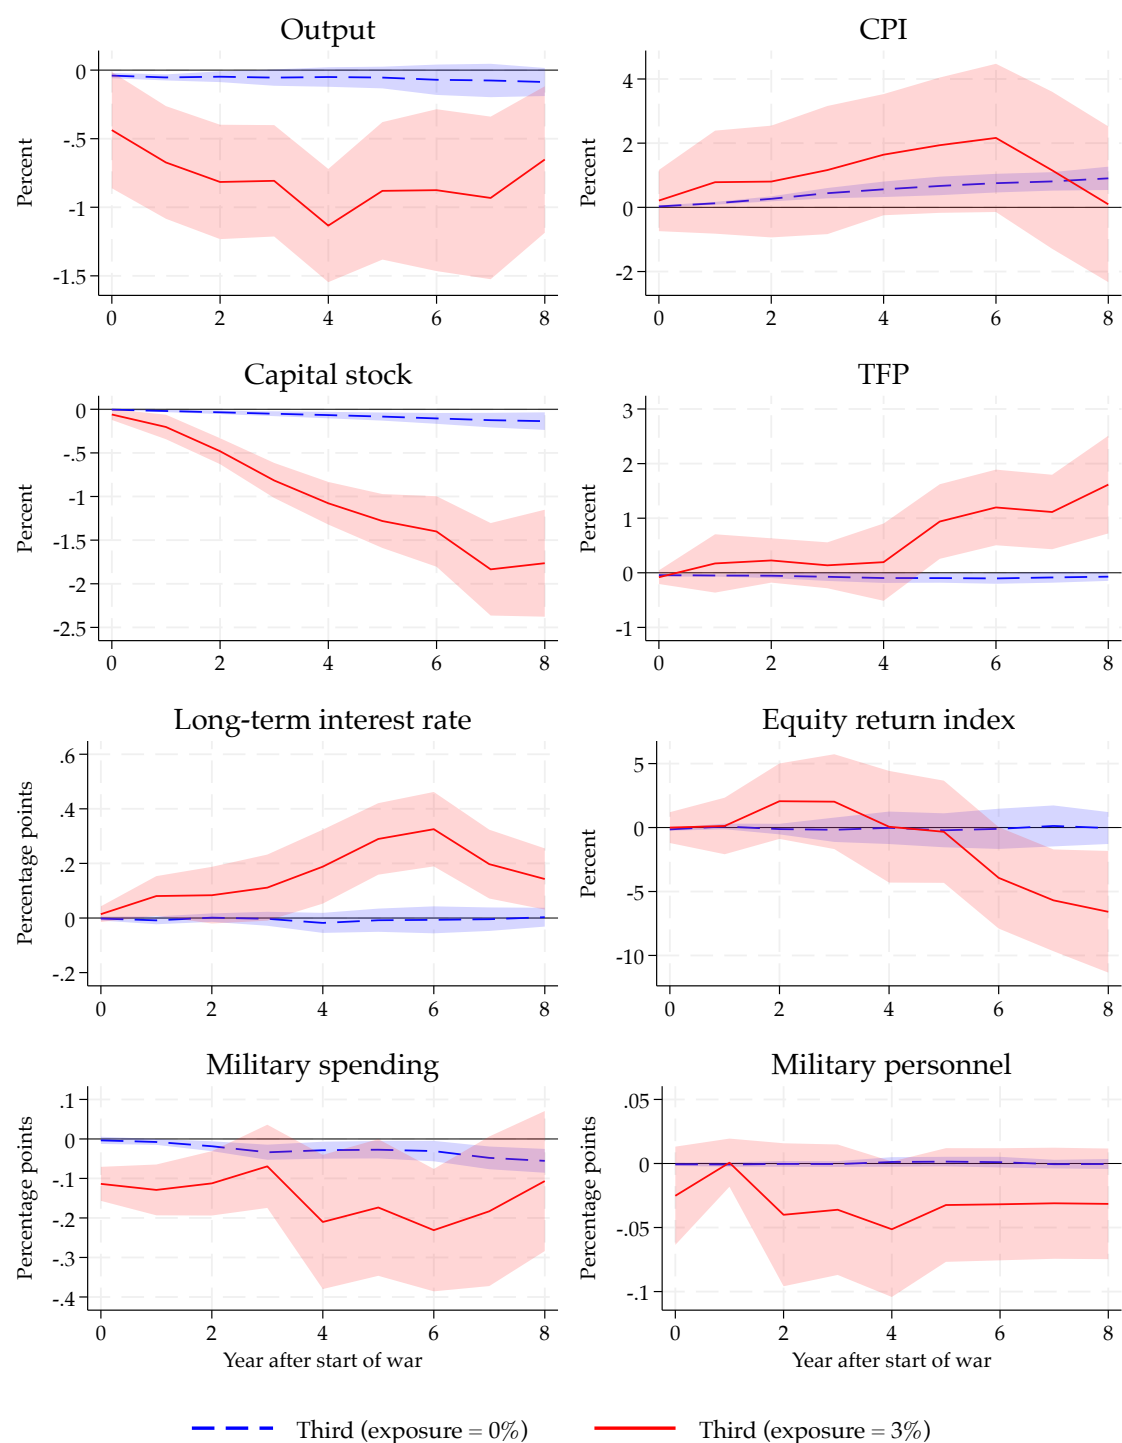 Output
Percent
0
-.5
-1
-1.5
0 2 4 6 8
CPI
Percent
4
2
0
-2
0 2 4 6 8
Capital stock
Percent
0
-.5
-1
-1.5
-2
-2.5
0 2 4 6 8
TFP
Percent
3
2
1
0
-1
0 2 4 6 8
Long-term interest rate
Percentage points
.6
.4
.2
0
-.2
0 2 4 6 8
Equity return index
Percent
5
0
-5
-10
0 2 4 6 8
Military spending
Percentage points
.1
0
-.1
-.2
-.3
-.4
0 2 4 6 8
Year after start of war
Military personnel
Percentage points
.05
0
-.05
-.1
0 2 4 6 8
Year after start of war
Third (exposure = 0%) Third (exposure = 3%)